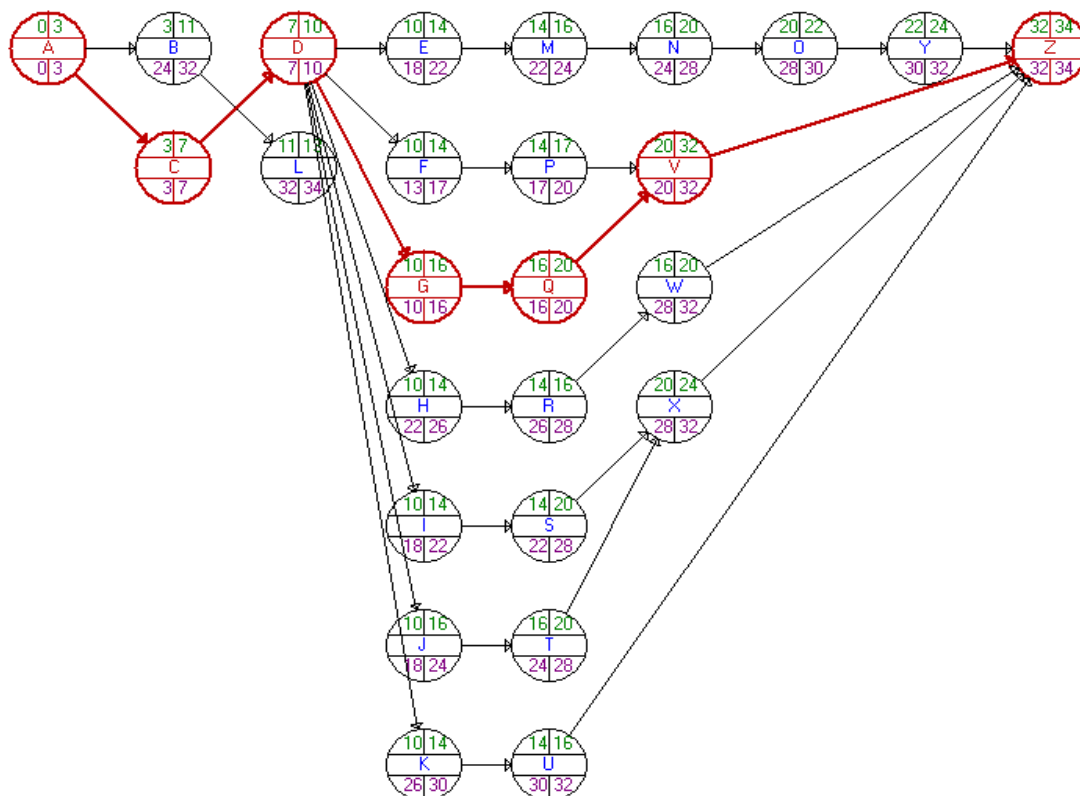 0 3
A
0 3
3 11
B
24 32
7 10
D
7 10
10 14
E
18 22
14 16
M
22 24
16 20
N
24 28
20 22
O
28 30
22 24
Y
30 32
32 34
Z
32 34
3 7
C
3 7
11 13
L
32 34
10 14
F
13 17
14 17
P
17 20
20 32
V
20 32
10 16
G
10 16
16 20
Q
16 20
16 20
W
28 32
10 14
H
22 26
14 16
R
26 28
20 24
X
28 32
10 14
I
18 22
14 20
S
22 28
10 16
J
18 24
16 20
T
24 28
10 14
K
26 30
14 16
U
30 32